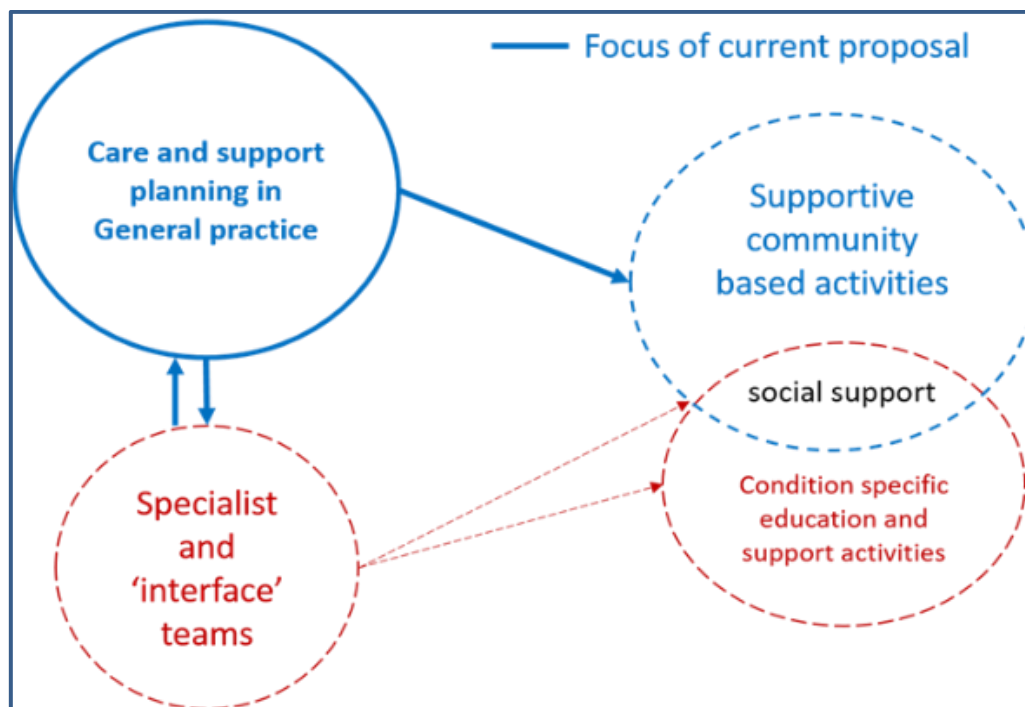 Focus of current proposal
Care and support
planning in
General practice
Supportive
community
based activities
social support
Condition specific
education and
support activities
Specialist
and
‘interface’
teams